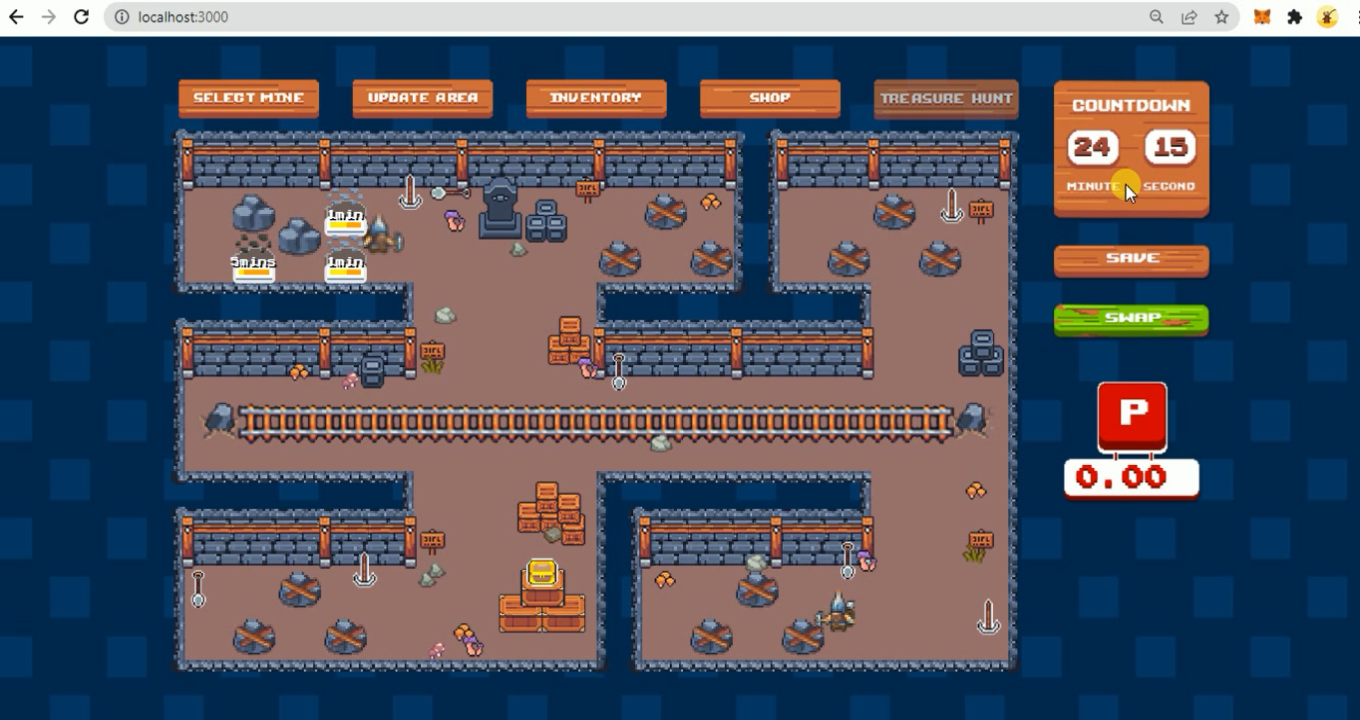 localhost:3000
SELECT MINE
UPDATE AREA
INVENTORY
SHOP
TREASURE HUNT
COUNTDOWN
24 15
MINUTE SECOND
1min
5mins
1min
SAVE
SWAP
P
0.00